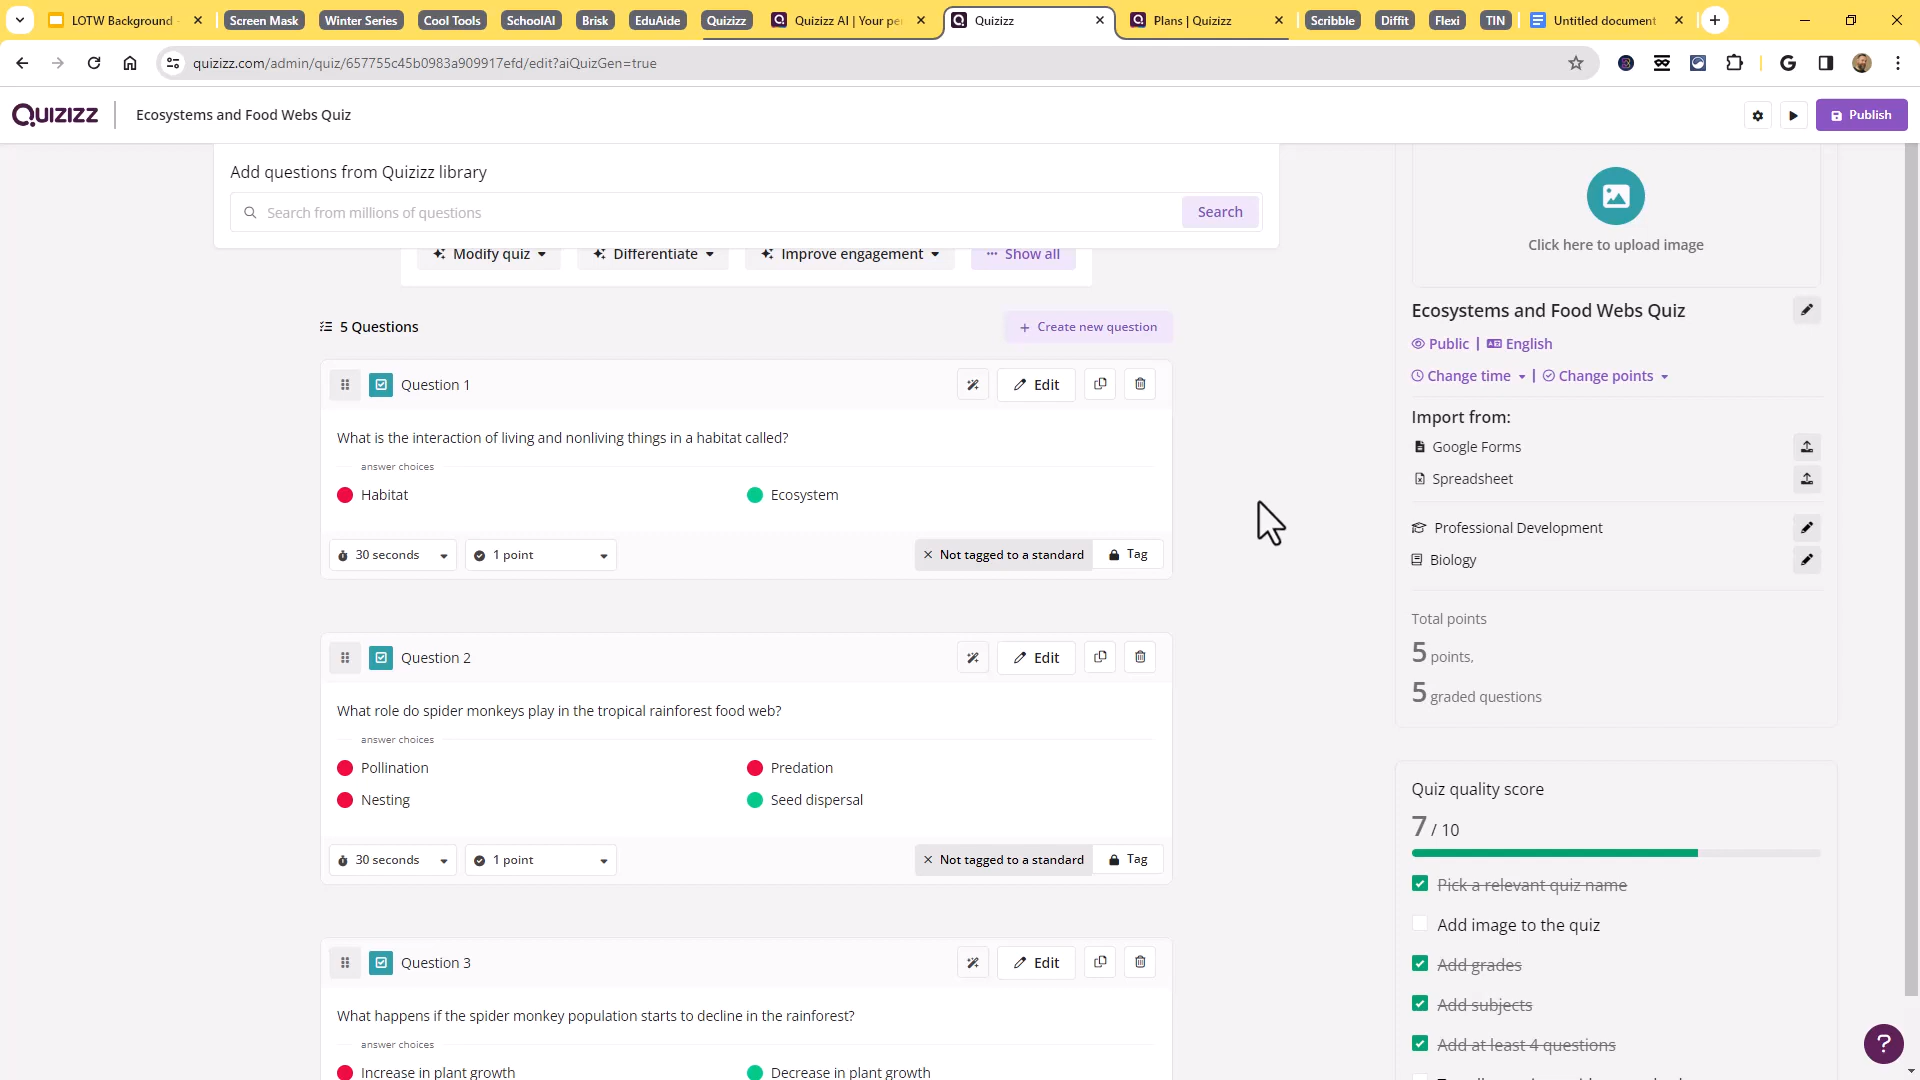 LOTW Background
Screen Mask
Winter Series
Cool Tools
SchoolAI
Brisk
EduAide
Quizizz
Quizizz AI | Your pe
Quizizz
Plans | Quizizz
Scribble
Diffit
Flexi
TIN
Untitled document
quizizz.com/admin/quiz/657755c45b0983a909917efd/edit?aiQuizGen=true
QUIZIZZ
Ecosystems and Food Webs Quiz
Publish
Add questions from Quizizz library
Search from millions of questions
Search
Modify quiz
Differentiate
Improve engagement
Show all
5 Questions
Create new question
Question 1
Edit
What is the interaction of living and nonliving things in a habitat called?
answer choices
Habitat
Ecosystem
30 seconds
1 point
Not tagged to a standard
Tag
Question 2
Edit
What role do spider monkeys play in the tropical rainforest food web?
answer choices
Pollination
Predation
Nesting
Seed dispersal
30 seconds
1 point
Not tagged to a standard
Tag
Question 3
Edit
What happens if the spider monkey population starts to decline in the rainforest?
answer choices
Increase in plant growth
Decrease in plant growth
Click here to upload image
Ecosystems and Food Webs Quiz
Public | English
Change time | Change points
Import from:
Google Forms
Spreadsheet
Professional Development
Biology
Total points
5 points,
5 graded questions
Quiz quality score
7 / 10
Pick a relevant quiz name
Add image to the quiz
Add grades
Add subjects
Add at least 4 questions
?